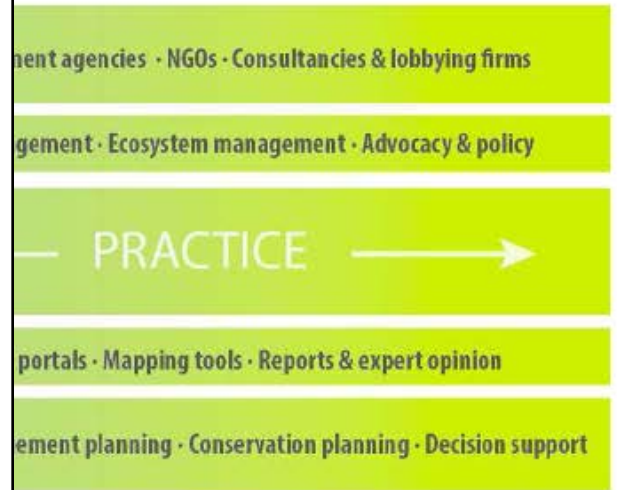 agencies · NGOs · Consultancies & lobbying firms
· Ecosystem management · Advocacy & policy
PRACTICE
portals · Mapping tools · Reports & expert opinion
planning · Conservation planning · Decision support